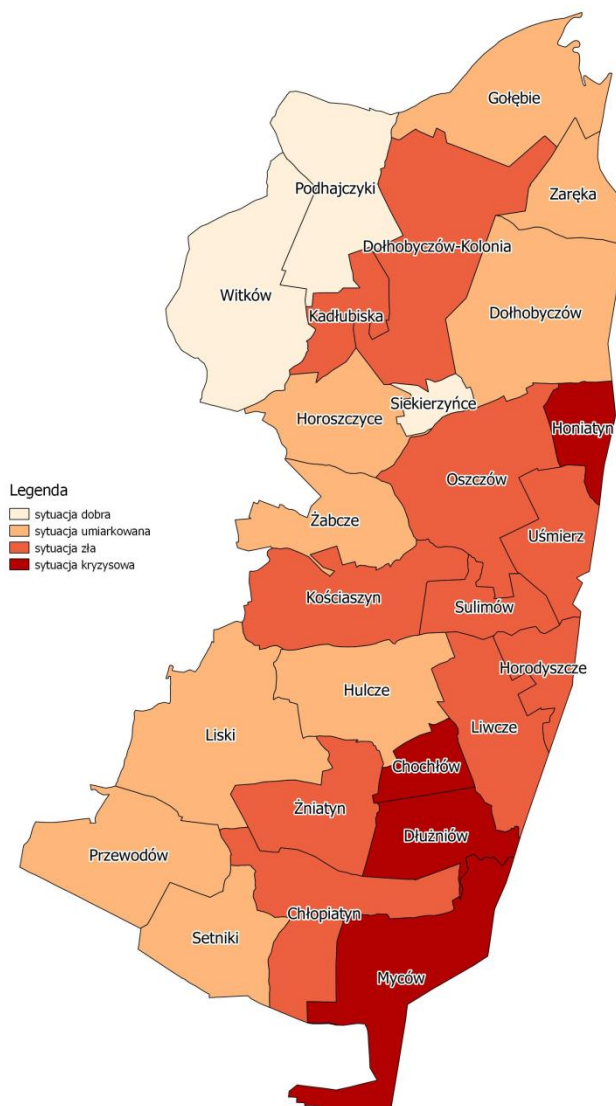 Gołębie
Podhajczyki
Zaręka
Dołhobyczów-Kolonia
Witków
Kadłubiska
Dołhobyczów
Siekierzyńce
Horoszczyce
Honiatyn
Oszczów
Legenda
sytuacja dobra
sytuacja umiarkowana
sytuacja zła
sytuacja kryzysowa
Żabcze
Uśmierz
Kościaszyn
Sulimów
Horodyszcze
Hulcze
Liski
Liwcze
Chochłów
Żniatyn
Dłużniów
Przewodów
Chłopiatyn
Setniki
Myców